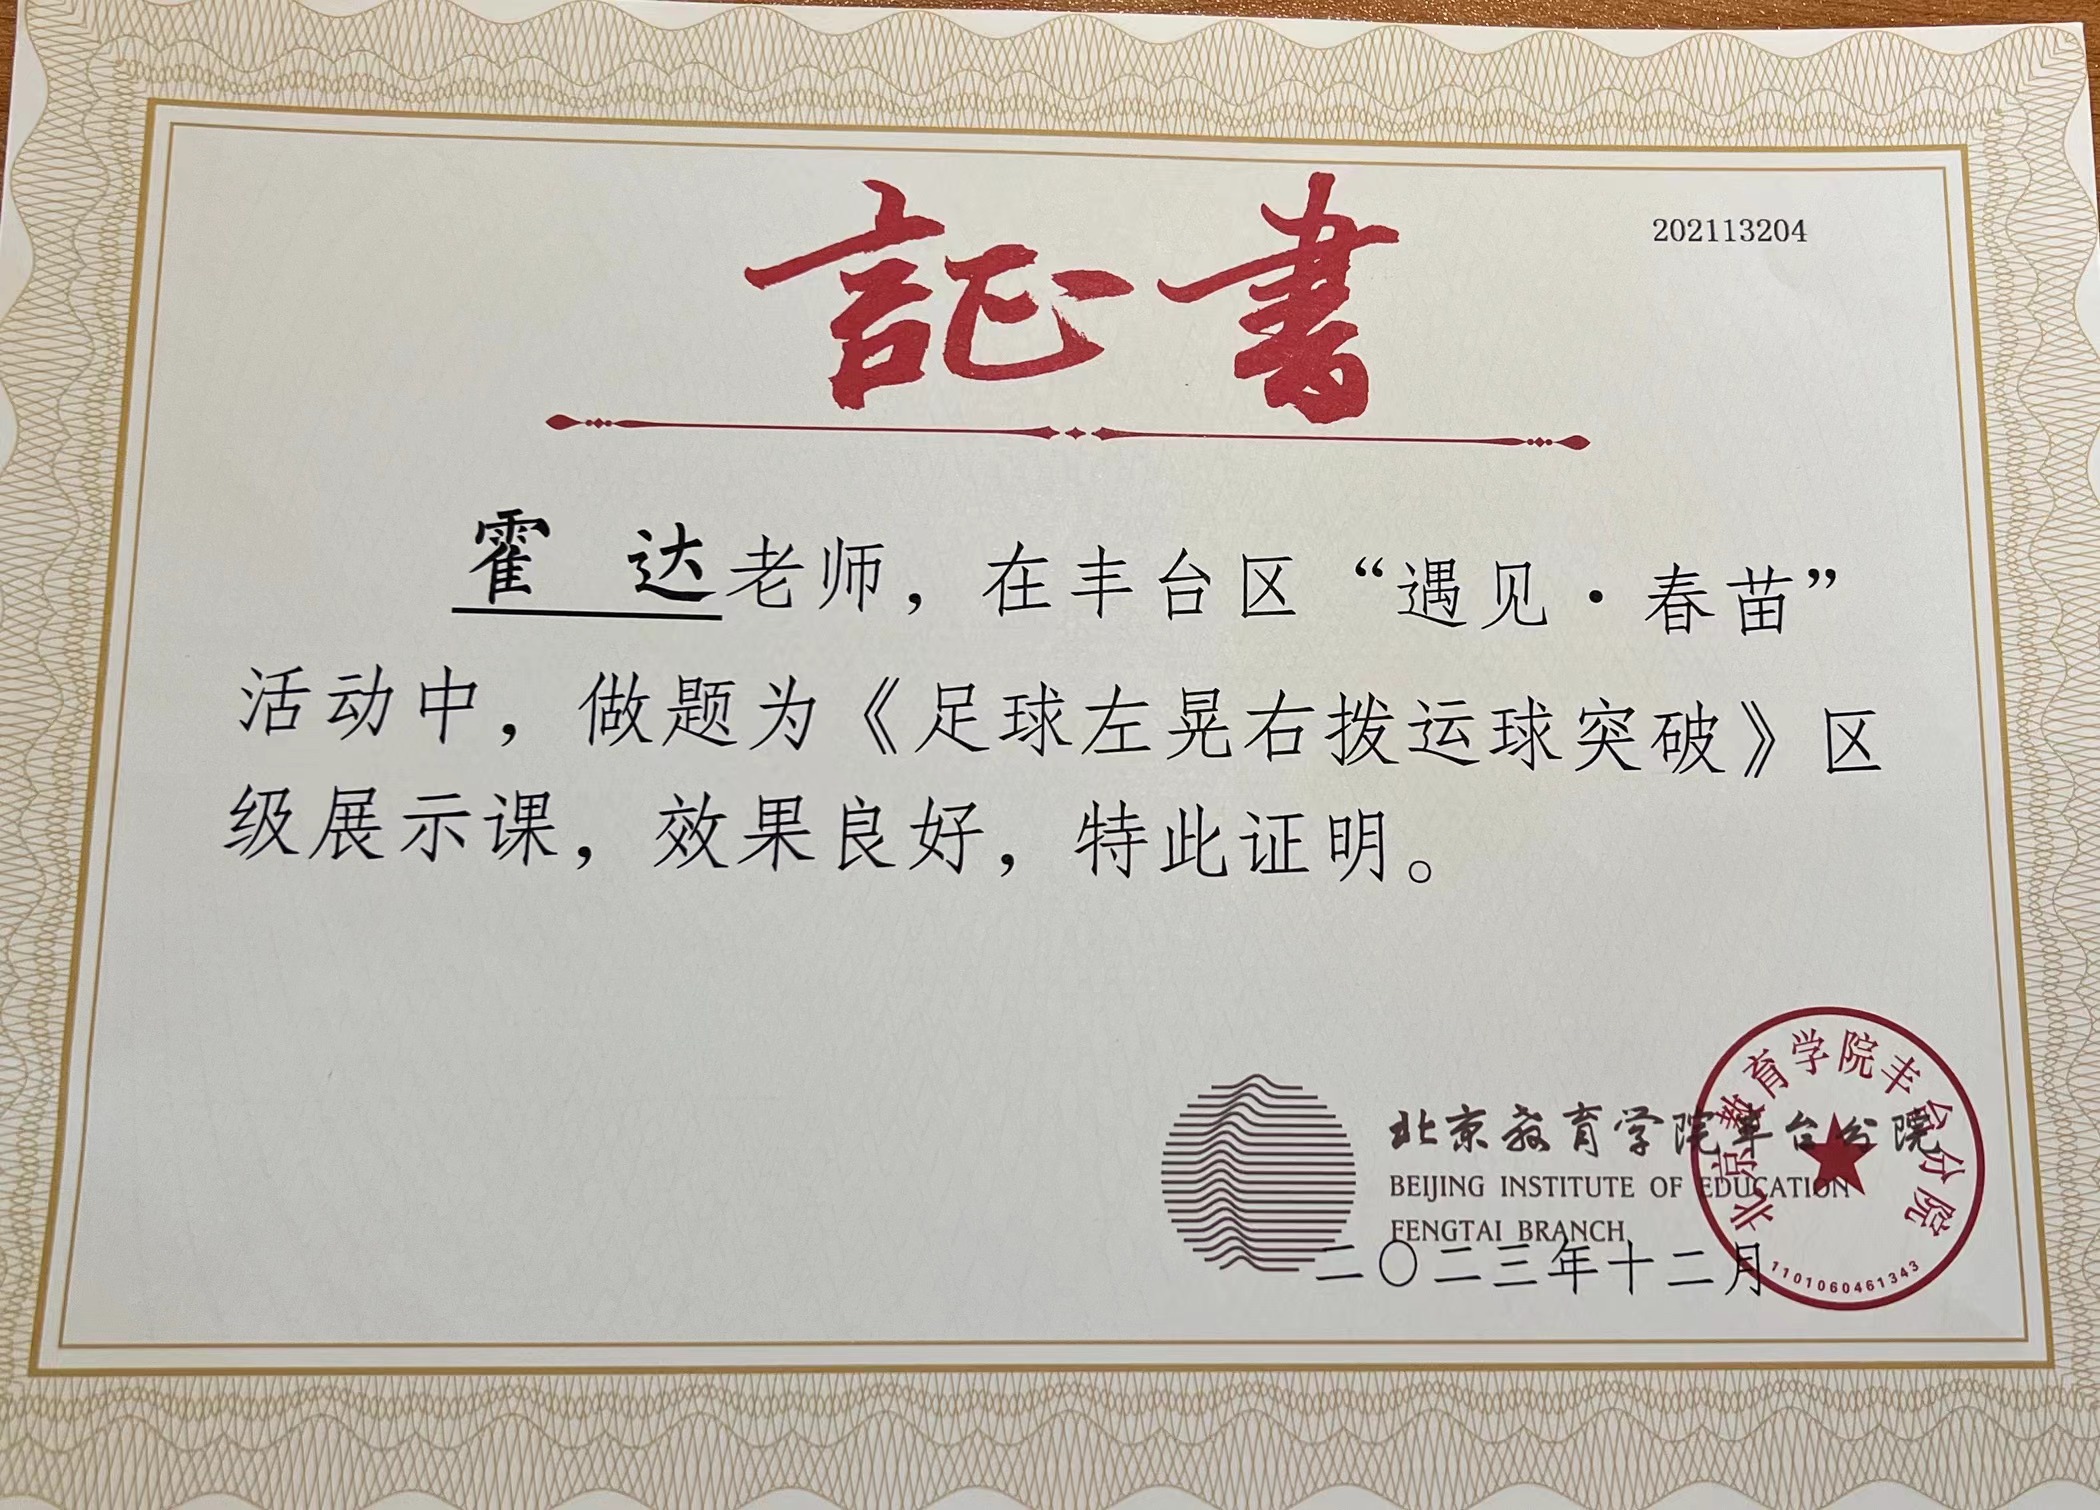 202113204
証書
霍 达老师，在丰台区“遇见·春苗”
活动中，做题为《足球左晃右拨运球突破》区
级展示课，效果良好，特此证明。
北京教育学院丰台分院
BEIJING INSTITUTE OF EDUCATION
FENGTAI BRANCH
二〇二三年十二月
北京教育学院丰台分院
1101060461343